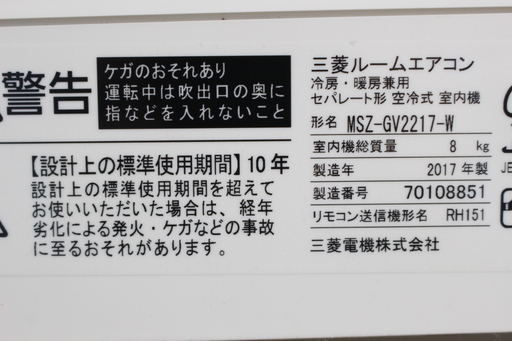 警告
ケガのおそれあり
運転中は吹出口の奥に
指などを入れないこと
【設計上の標準使用期間】10年
設計上の標準使用期間を超えて
お使いいただいた場合は、経年
劣化による発火・ケガなどの事故
に至るおそれがあります。
三菱ルームエアコン
冷房・暖房兼用
セパレート形 空冷式 室内機
形名 MSZ-GV2217-W
室内機総質量 8 kg
製造年 2017年製
製造番号 70108851
リモコン送信機形名 RH151
三菱電機株式会社
JE